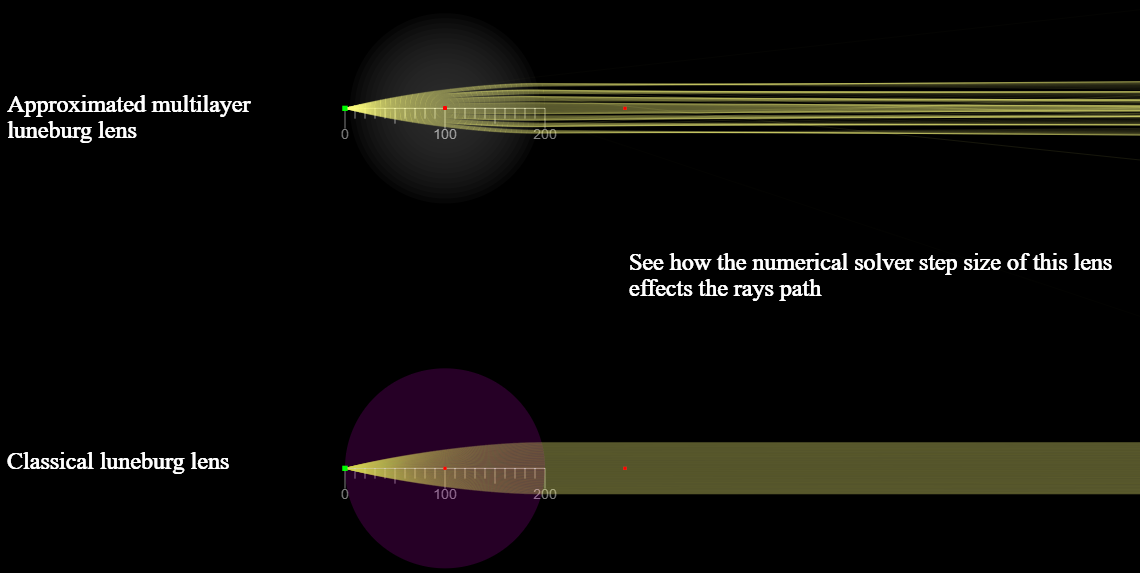 Approximated multilayer
luneburg lens
0 100 200
See how the numerical solver step size of this lens
effects the rays path
Classical luneburg lens
0 100 200